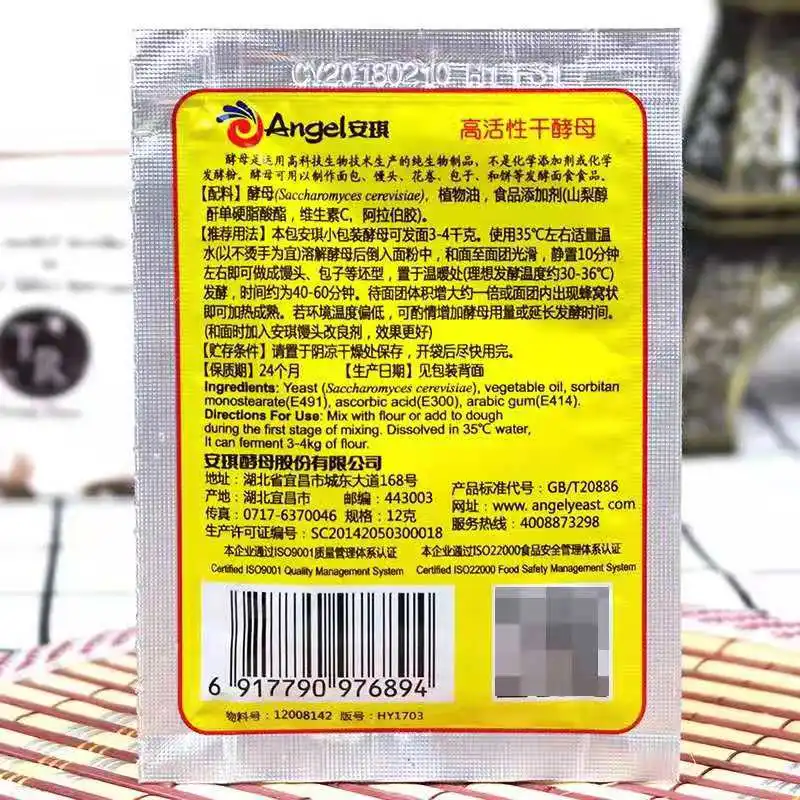 CY20180210
Angel安琪
高活性干酵母
酵母是运用高科技生物技术生产的纯生物制品，不是化学添加剂或化学
发酵粉。酵母可用以制作面包、馒头、花卷、包子、和饼等发酵面食食品。
【配料】酵母(Saccharomyces cerevisiae)，植物油，食品添加剂(山梨醇
酐单硬脂酸酯，维生素C，阿拉伯胶)。
【推荐用法】本包安琪小包装酵母可发面3-4千克。使用35℃左右适量温
水(以不烫手为宜)溶解酵母后倒入面粉中，和面至面团光滑，静置10分钟
左右即可做成馒头、包子等坯型，置于温暖处(理想发酵温度约30-36℃)
发酵，时间约为40-60分钟。待面团体积增大约一倍或面团内出现蜂窝状
即可加热成熟。若环境温度偏低，可酌情增加酵母用量或延长发酵时间。
(和面时加入安琪馒头改良剂，效果更好)
【贮存条件】请置于阴凉干燥处保存，开袋后尽快用完。
【保质期】24个月 【生产日期】见包装背面
Ingredients: Yeast (Saccharomyces cerevisiae), vegetable oil, sorbitan
monostearate(E491), ascorbic acid(E300), arabic gum(E414).
Directions For Use: Mix with flour or add to dough
during the first stage of mixing. Dissolved in 35℃ water,
It can ferment 3-4kg of flour.
安琪酵母股份有限公司
地址：湖北省宜昌市城东大道168号
产地：湖北宜昌市 邮编：443003
传真：0717-6370046 规格：12克
生产许可证编号：SC20142050300018
产品标准代号：GB/T20886
网址：www. angelyeast. com
服务热线：4008873298
本企业通过ISO9001质量管理体系认证 本企业通过ISO22000食品安全管理体系认证
Certified ISO9001 Quality Management System Certified ISO22000 Food Safety Management System
6 917790 976894
物料号：12008142 版号：HY1703
TR